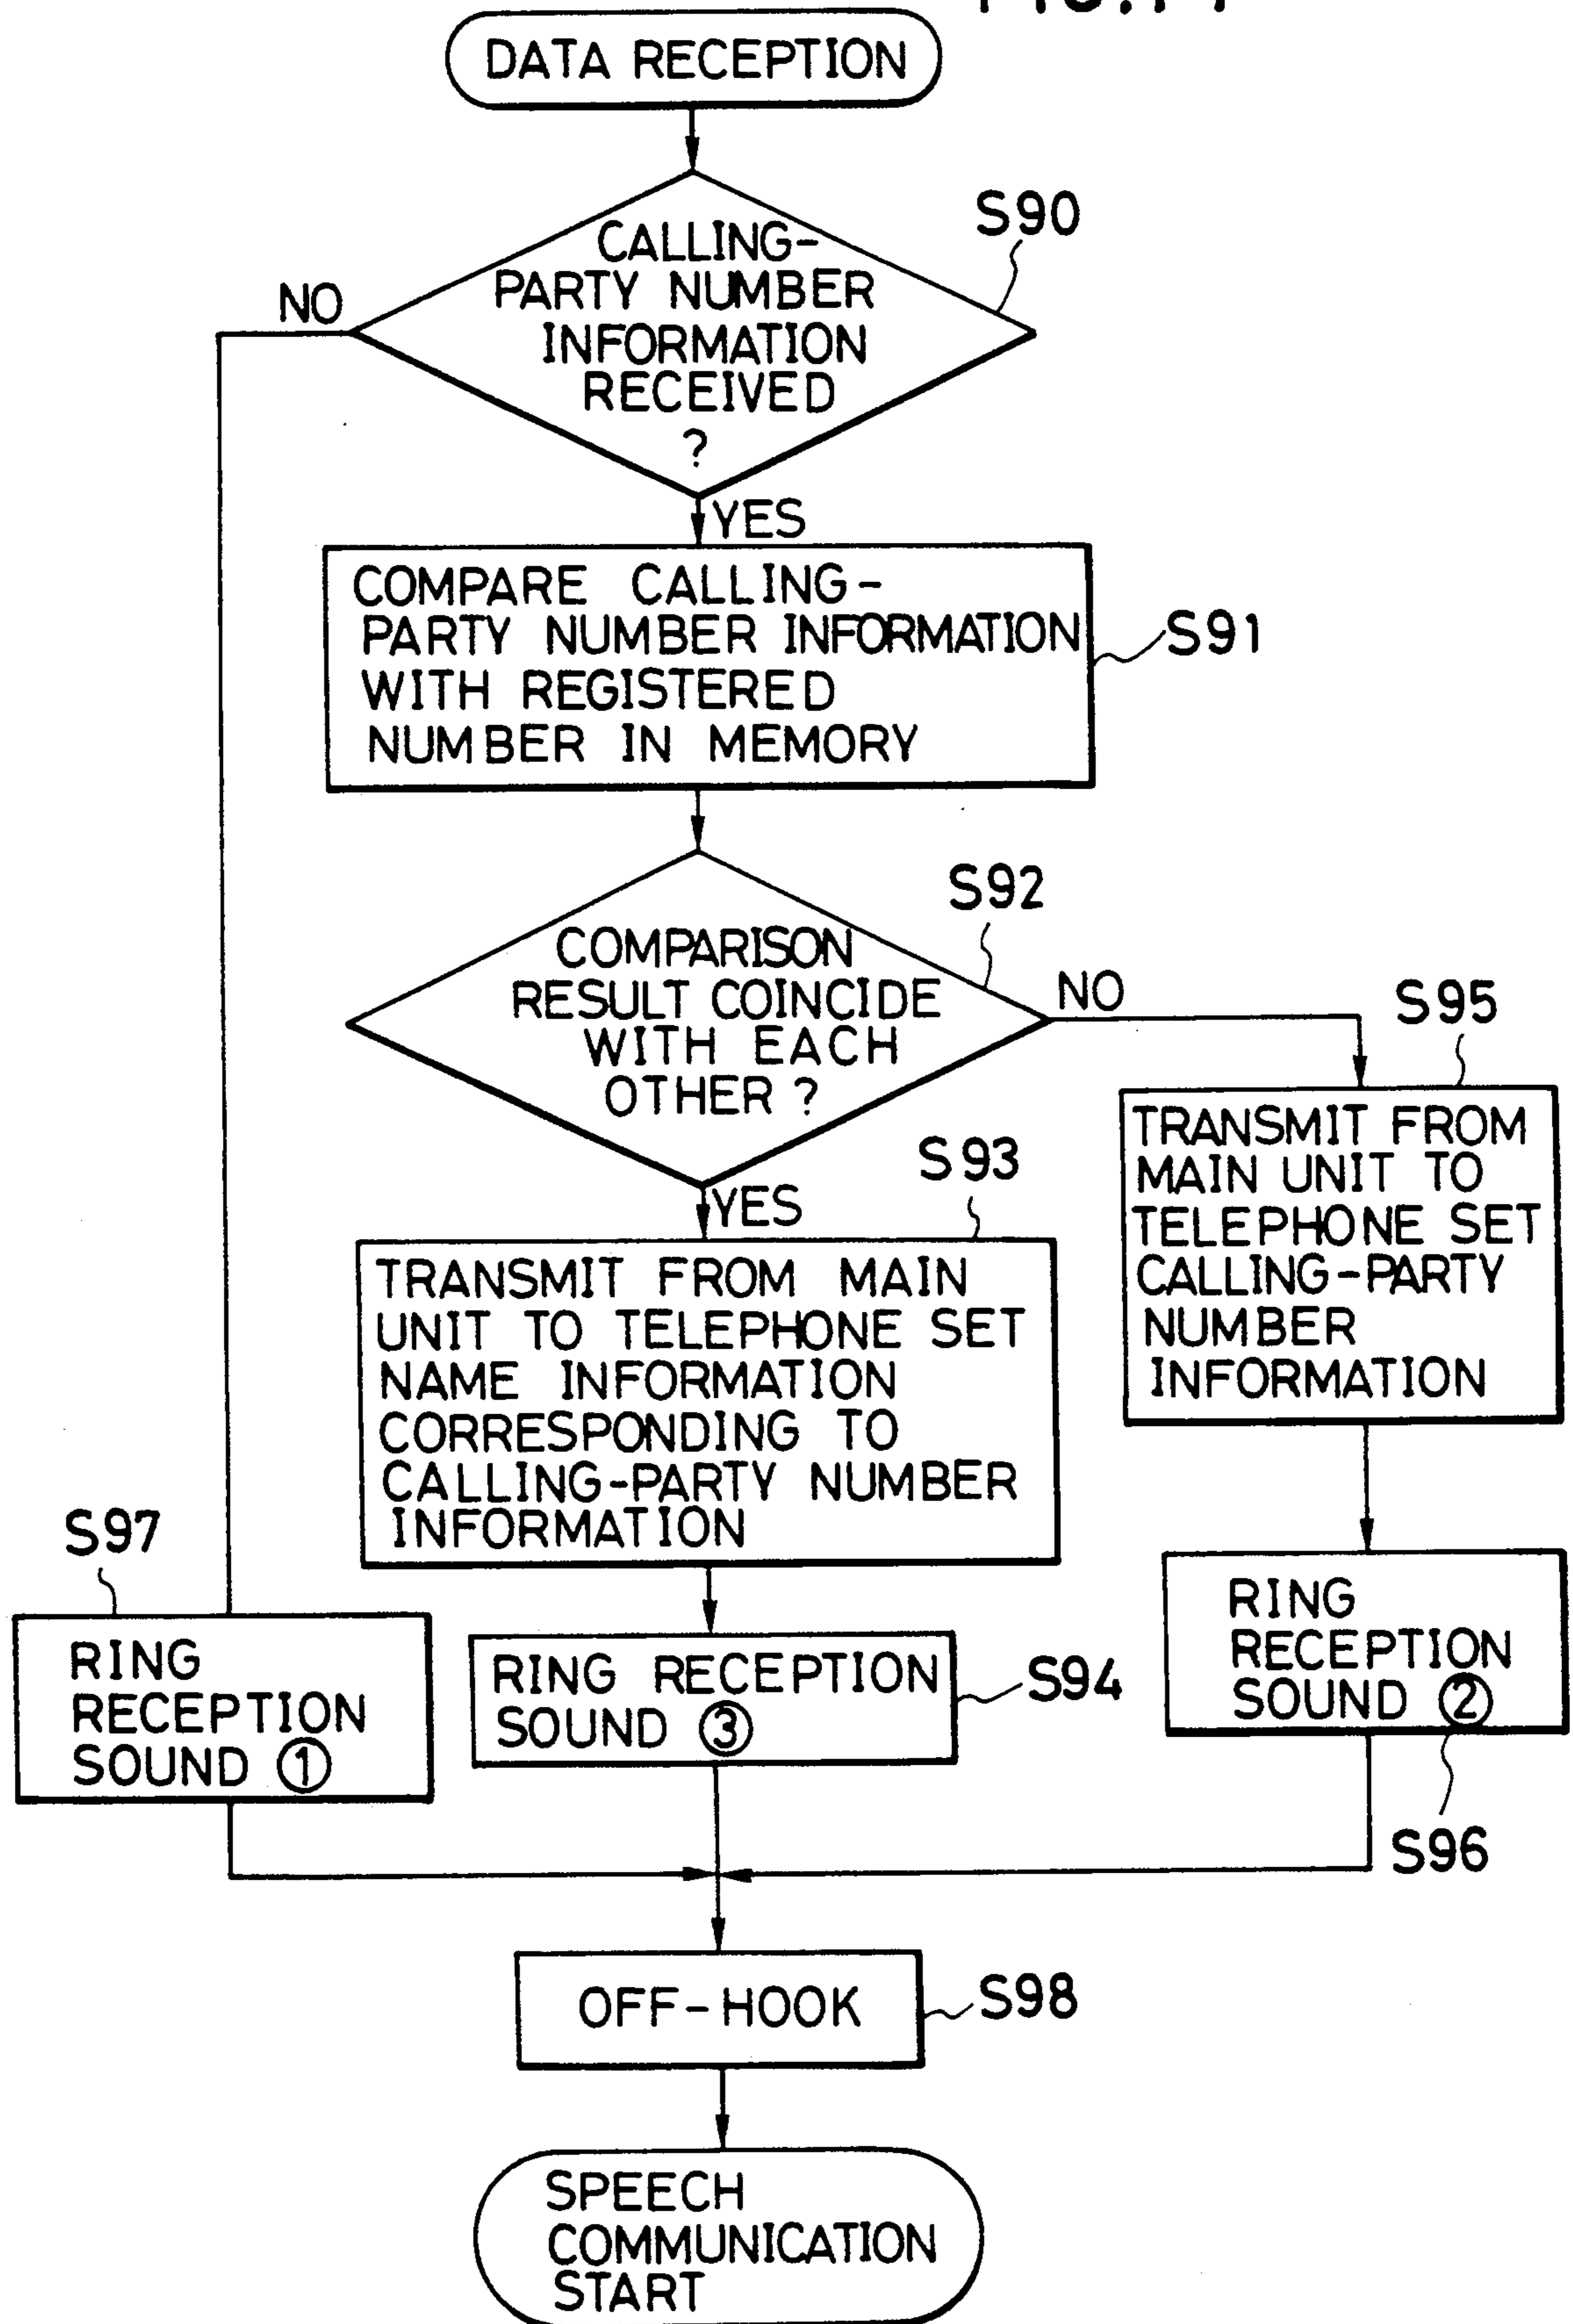 DATA RECEPTION
S90
CALLING-
PARTY NUMBER
INFORMATION
RECEIVED
?
NO
YES
COMPARE CALLING-
PARTY NUMBER INFORMATION
WITH REGISTERED
NUMBER IN MEMORY
S91
S92
COMPARISON
RESULT COINCIDE
WITH EACH
OTHER ?
NO
YES
S95
TRANSMIT FROM
MAIN UNIT TO
TELEPHONE SET
CALLING-PARTY
NUMBER
INFORMATION
S93
TRANSMIT FROM MAIN
UNIT TO TELEPHONE SET
NAME INFORMATION
CORRESPONDING TO
CALLING-PARTY NUMBER
INFORMATION
S97
RING
RECEPTION
SOUND ①
RING RECEPTION
SOUND ③
S94
RING
RECEPTION
SOUND ②
S96
OFF-HOOK
S98
SPEECH
COMMUNICATION
START